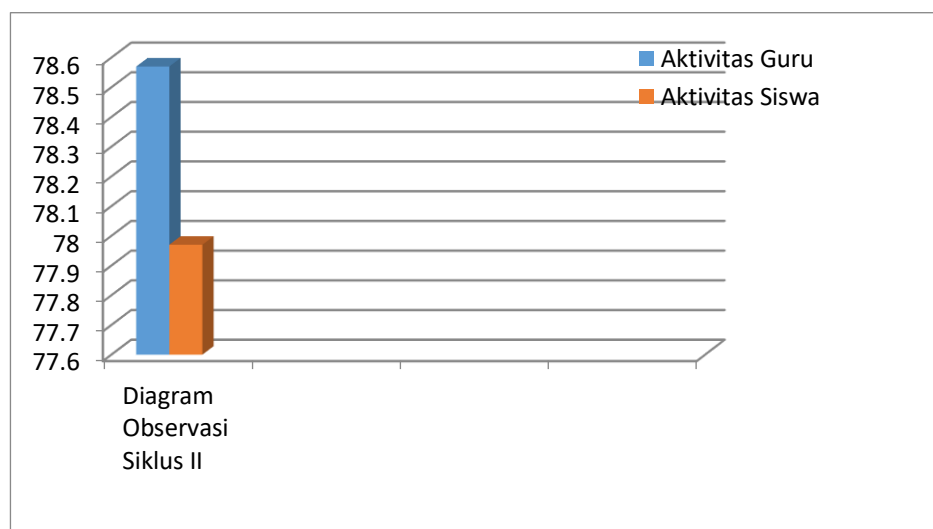 78.6
78.5
78.4
78.3
78.2
78.1
78
77.9
77.8
77.7
77.6
Aktivitas Guru
Aktivitas Siswa
Diagram
Observasi
Siklus II